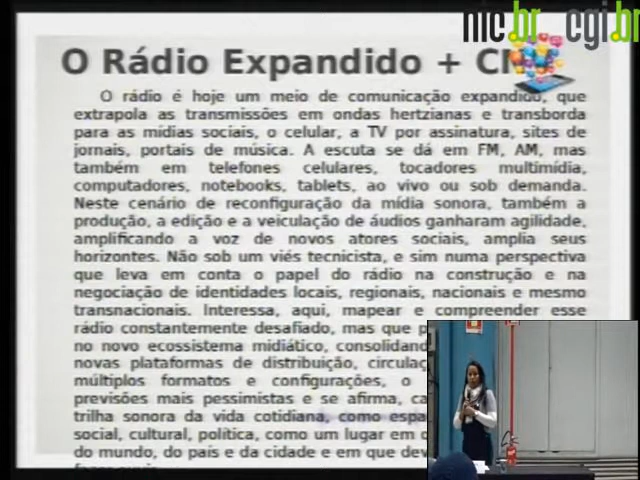 nic.br cgi.br
O Rádio Expandido +
O rádio é hoje um meio de comunicação expandido, que
extrapola as transmissões em ondas hertzianas e transborda
para as mídias sociais, o celular, a TV por assinatura, sites de
jornais, portais de música. A escuta se dá em FM, AM, mas
também em telefones celulares, tocadores multimídia,
computadores, notebooks, tablets, ao vivo ou sob demanda.
Neste cenário de reconfiguração da mídia sonora, também a
produção, a edição e a veiculação de áudios ganharam agilidade,
amplificando a voz de novos atores sociais, amplia seus
horizontes. Não sob um viés tecnicista, e sim numa perspectiva
que leva em conta o papel do rádio na construção e na
negociação de identidades locais, regionais, nacionais e mesmo
transnacionais. Interessa, aqui, mapear e compreender esse
rádio constantemente desafiado, mas que
no novo ecossistema midiático,
novas plataformas de distribuição,
múltiplos formatos e configurações, o
previsões mais pessimistas e se afirma,
trilha sonora da vida cotidiana, como
social, cultural, política, como um lugar em
do mundo, do país e da cidade e em que